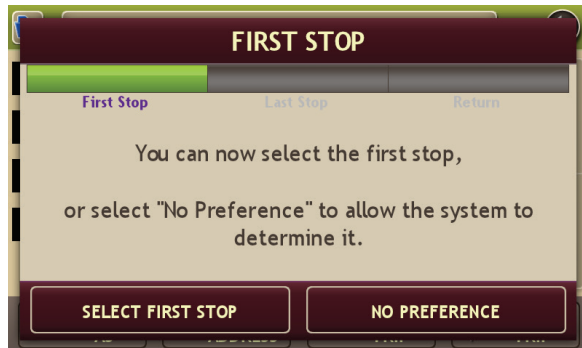 FIRST STOP
First Stop Last Stop Return
You can now select the first stop,
or select "No Preference" to allow the system to
determine it.
SELECT FIRST STOP NO PREFERENCE